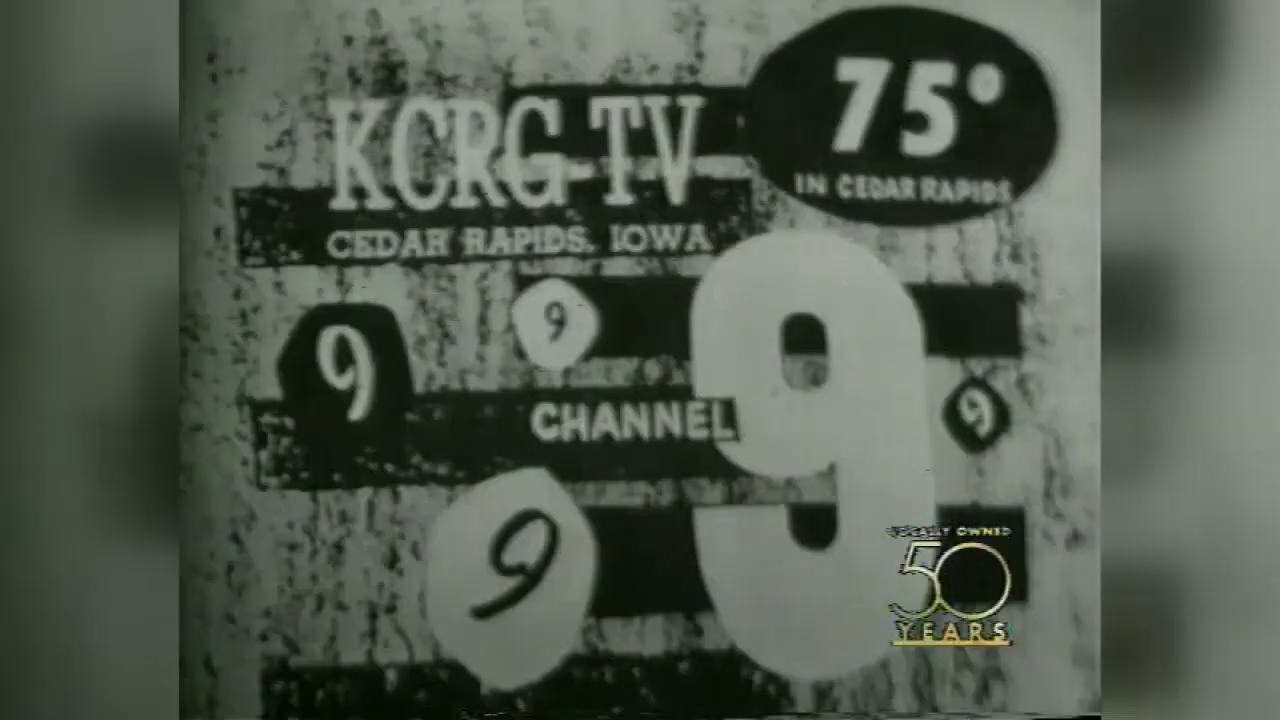 KCRG-TV
CEDAR RAPIDS, IOWA
75°
IN CEDAR RAPIDS
9
9
CHANNEL 9
9
9
LOCALLY OWNED
50
YEARS